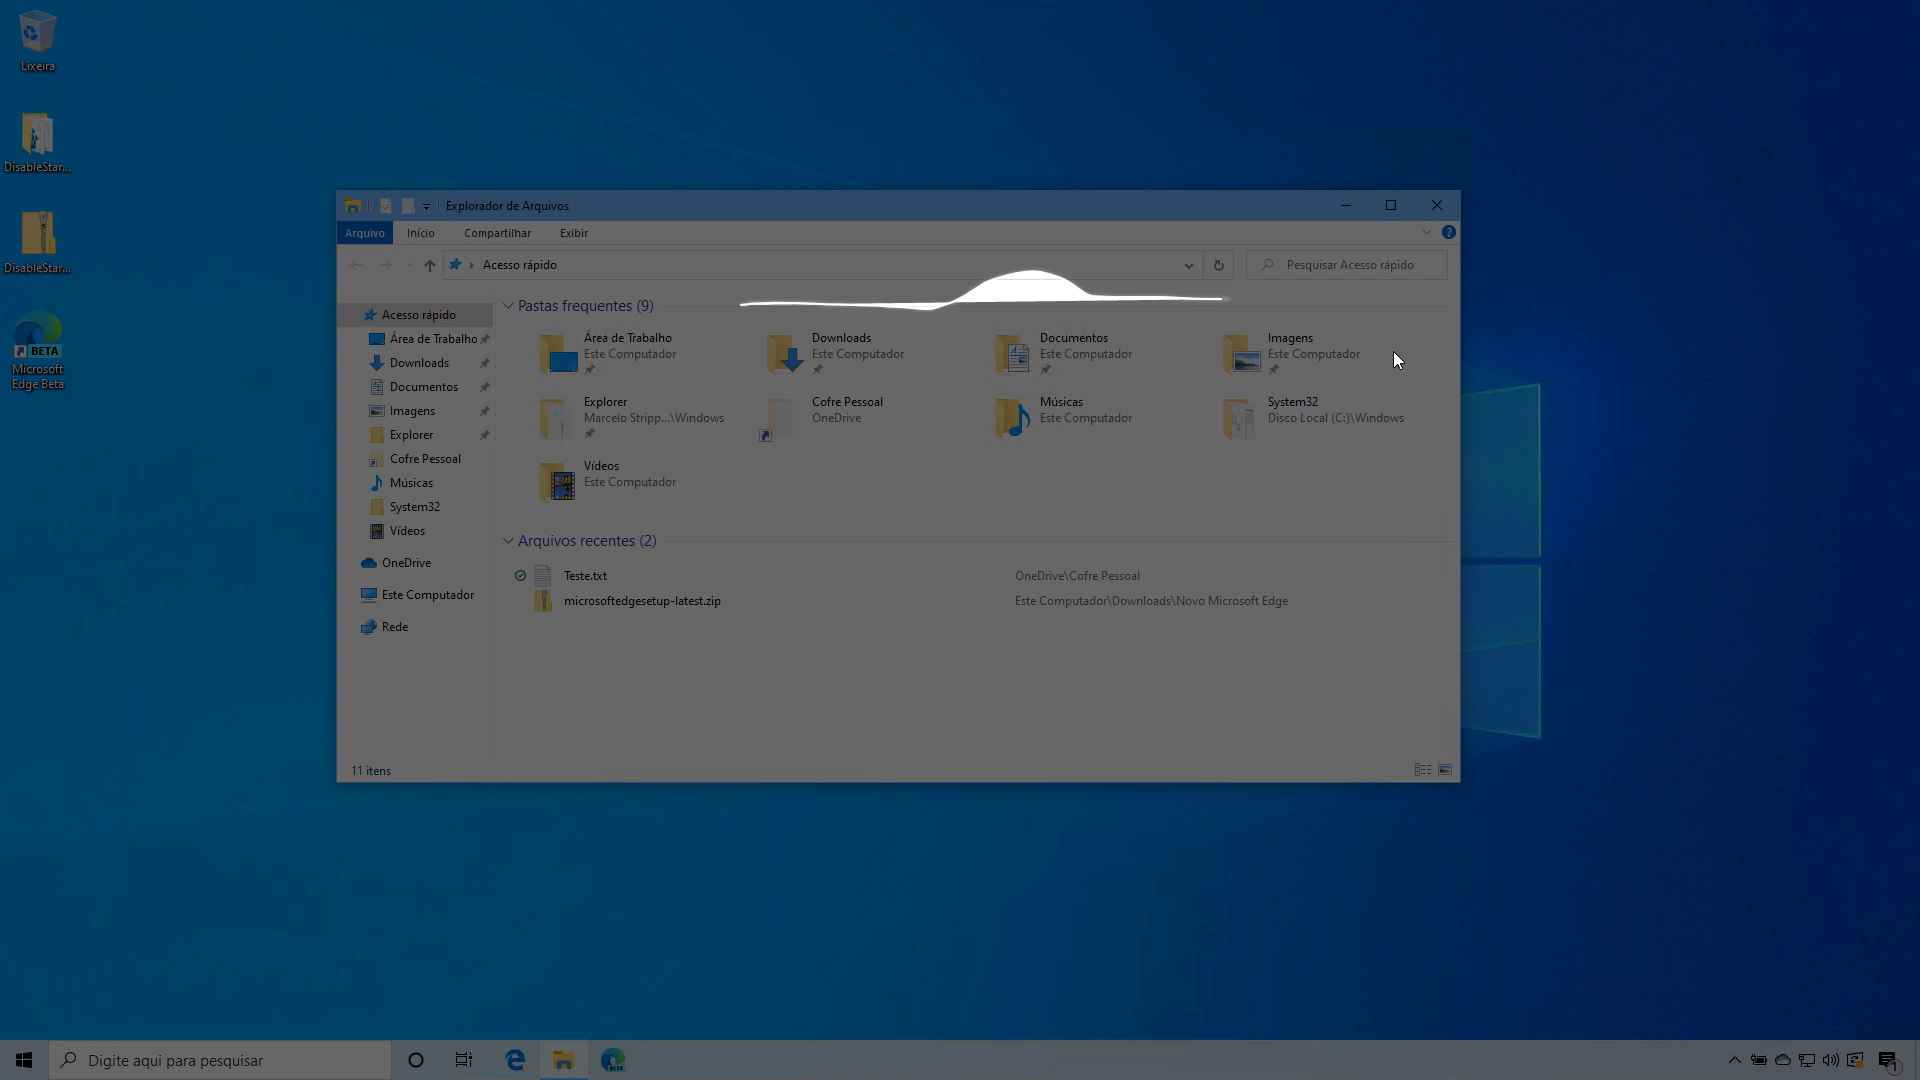 Lixeira
DisableStar...
DisableStar...
BETA
Microsoft
Edge Beta
Explorador de Arquivos
Arquivo
Início
Compartilhar
Exibir
Acesso rápido
Pesquisar Acesso rápido
Acesso rápido
Área de Trabalho
Downloads
Documentos
Imagens
Explorer
Cofre Pessoal
Músicas
System32
Vídeos
OneDrive
Este Computador
Rede
Pastas frequentes (9)
Área de Trabalho
Este Computador
Downloads
Este Computador
Documentos
Este Computador
Imagens
Este Computador
Explorer
Marcelo Stripp...\Windows
Cofre Pessoal
OneDrive
Músicas
Este Computador
System32
Disco Local (C:)\Windows
Vídeos
Este Computador
Arquivos recentes (2)
Teste.txt
OneDrive\Cofre Pessoal
microsoftedgesetup-latest.zip
Este Computador\Downloads\Novo Microsoft Edge
11 itens
Digite aqui para pesquisar
BETA
1